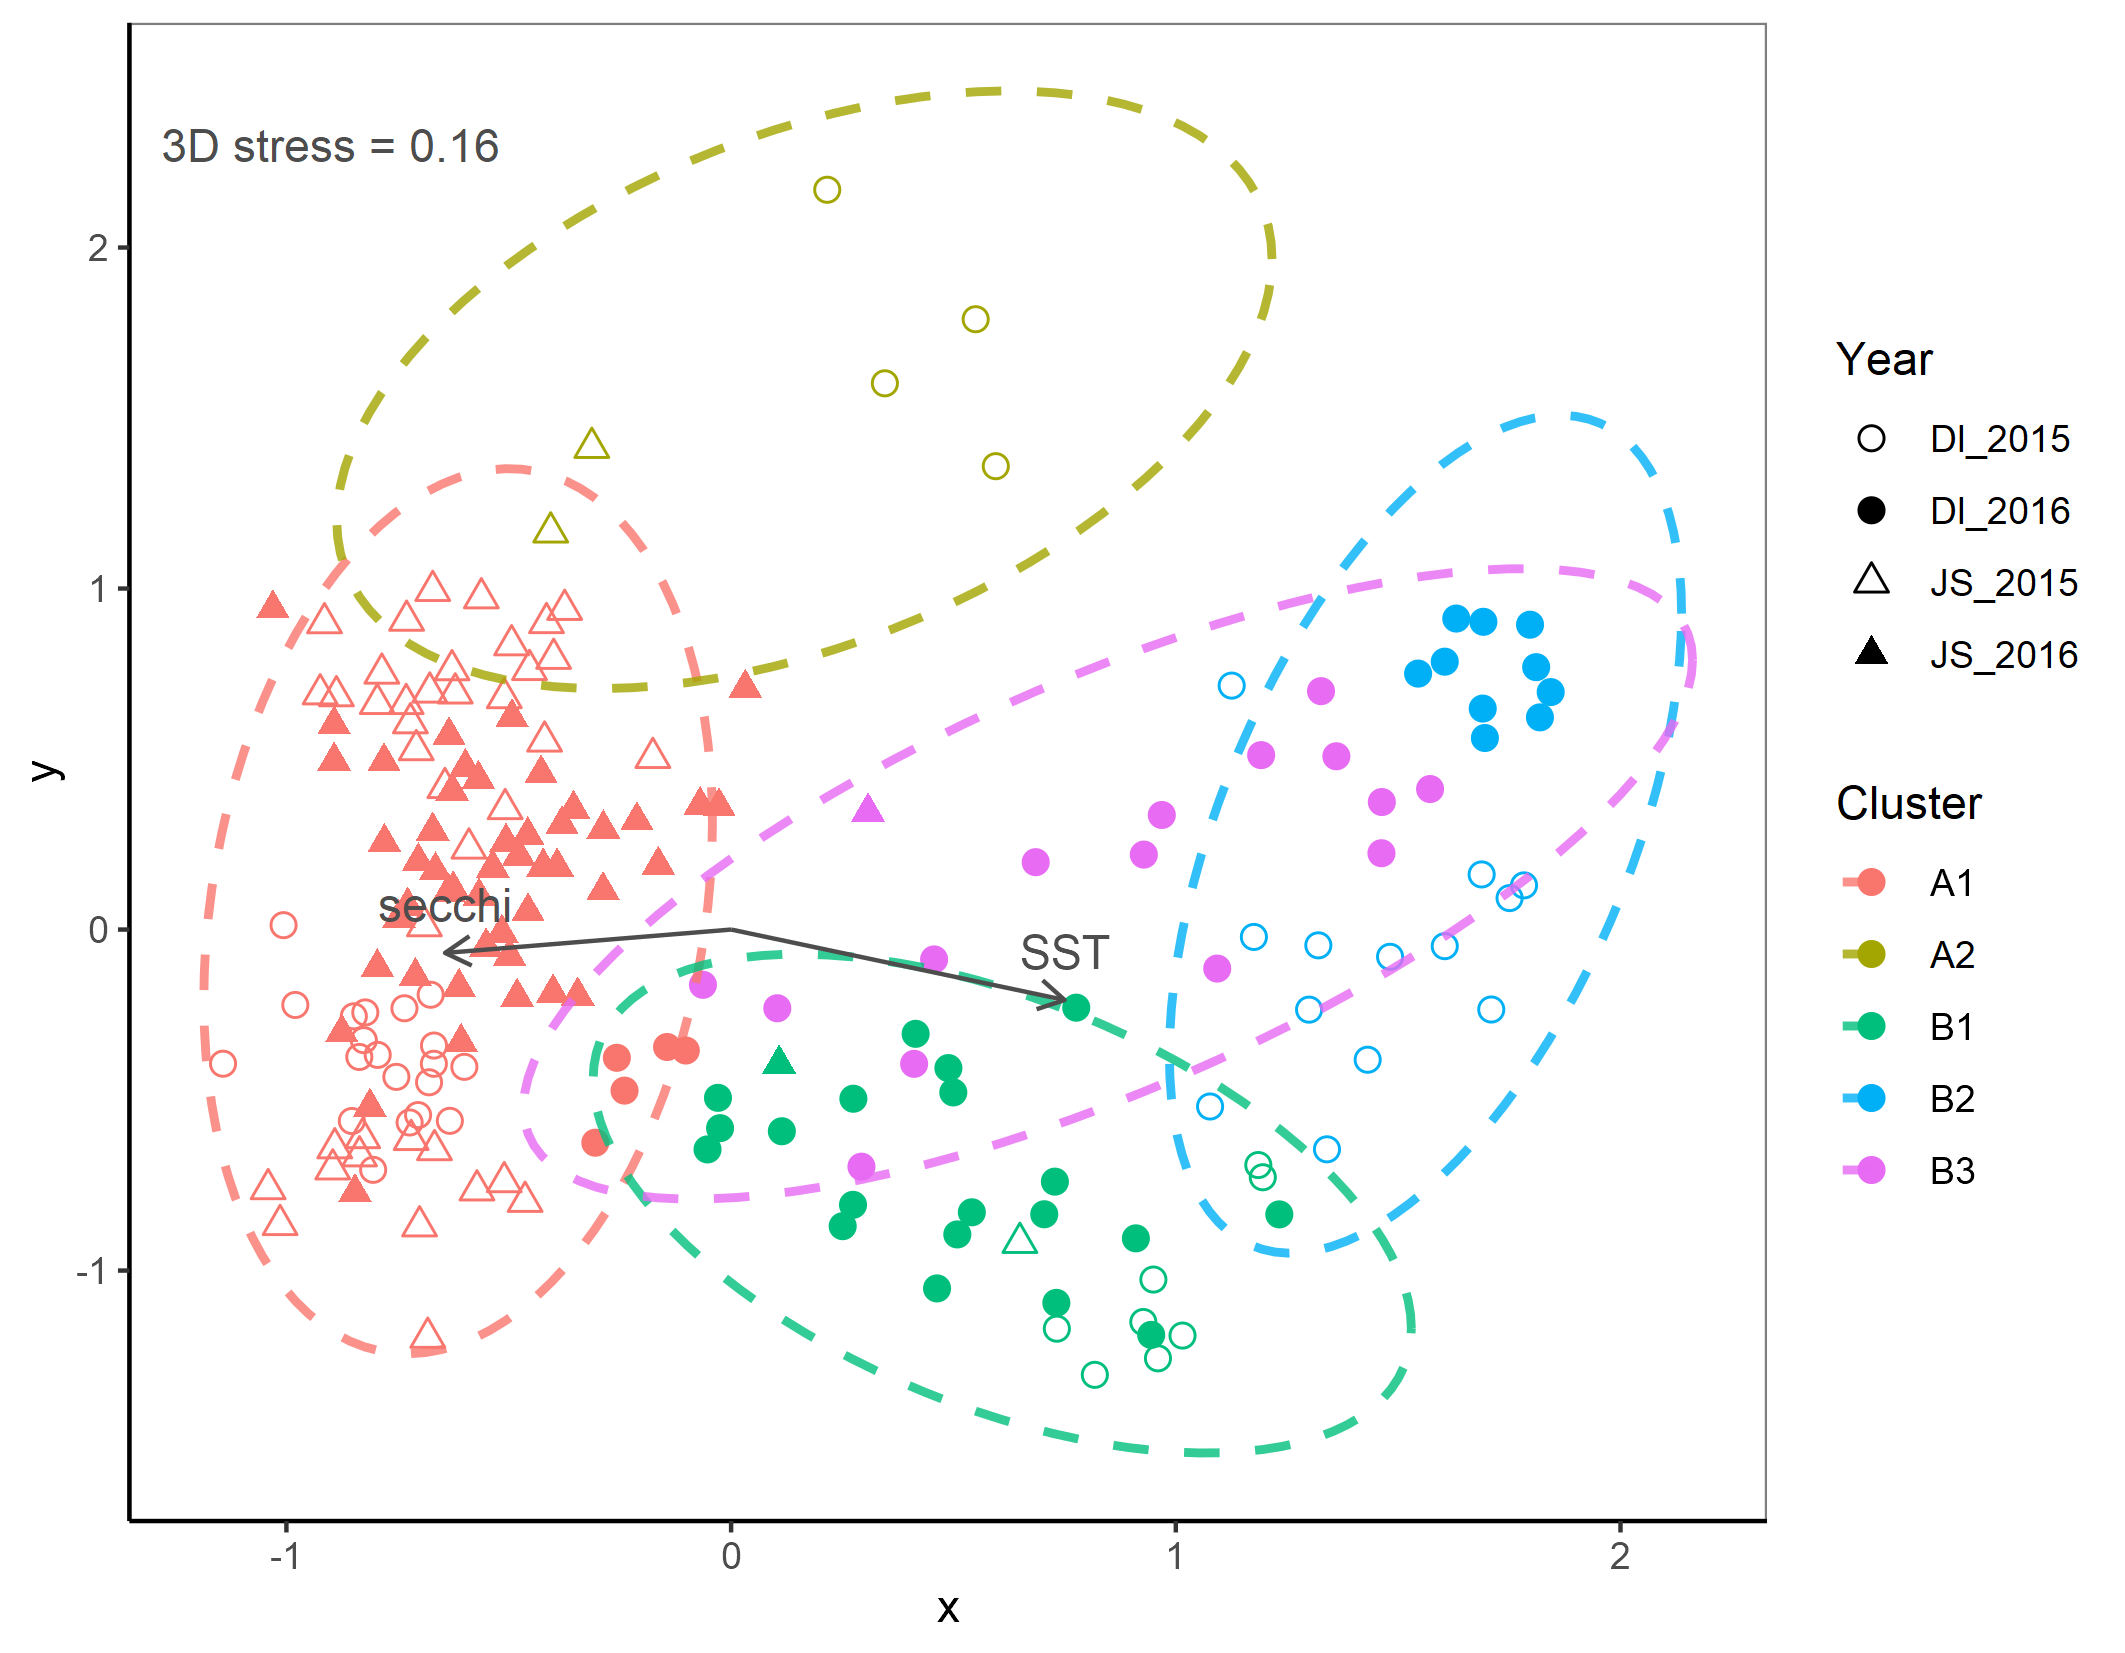 3D stress = 0.16
secchi
SST
2
1
0
-1
y
-1
0
1
2
x
Year
DI_2015
DI_2016
JS_2015
JS_2016
Cluster
A1
A2
B1
B2
B3